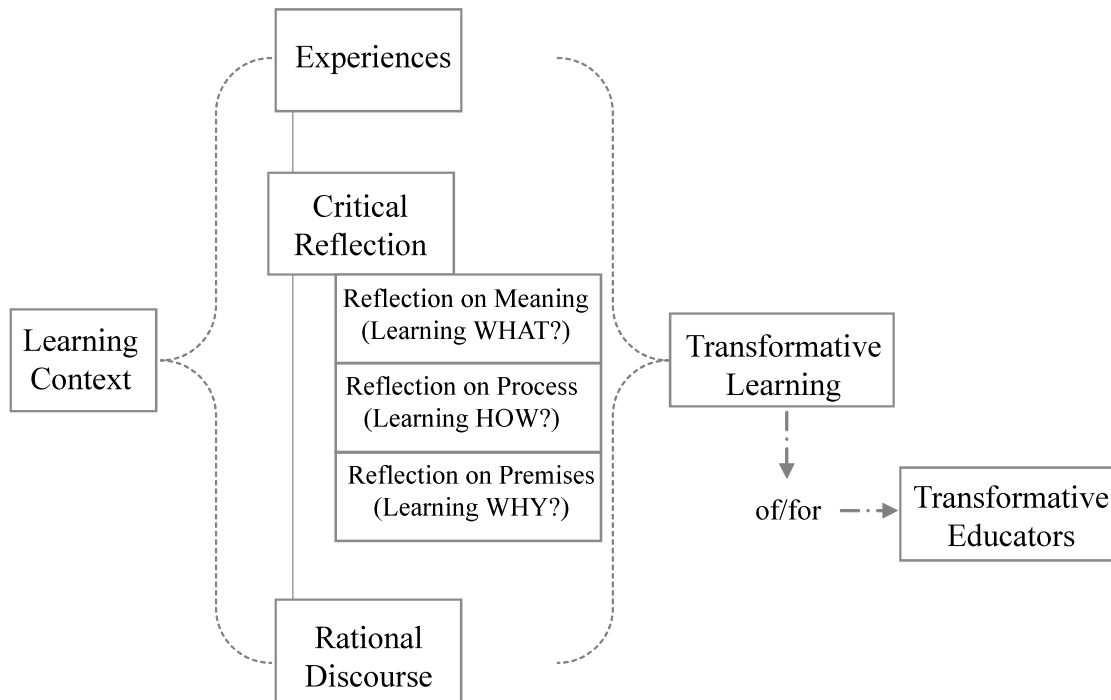 Experiences
Critical
Reflection
Reflection on Meaning
(Learning WHAT?)
Learning
Context
Reflection on Process
(Learning HOW?)
Reflection on Premises
(Learning WHY?)
Rational
Discourse
Transformative
Learning
of/for
Transformative
Educators